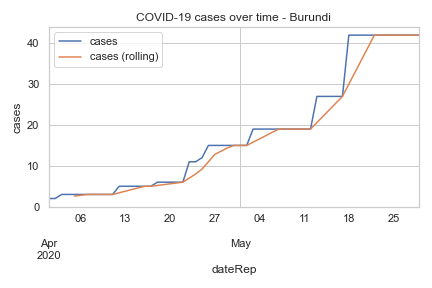 COVID-19 cases over time - Burundi
cases
cases (rolling)
cases
40
30
20
10
0
06 13 20 27 04 11 18 25
Apr May
2020
dateRep